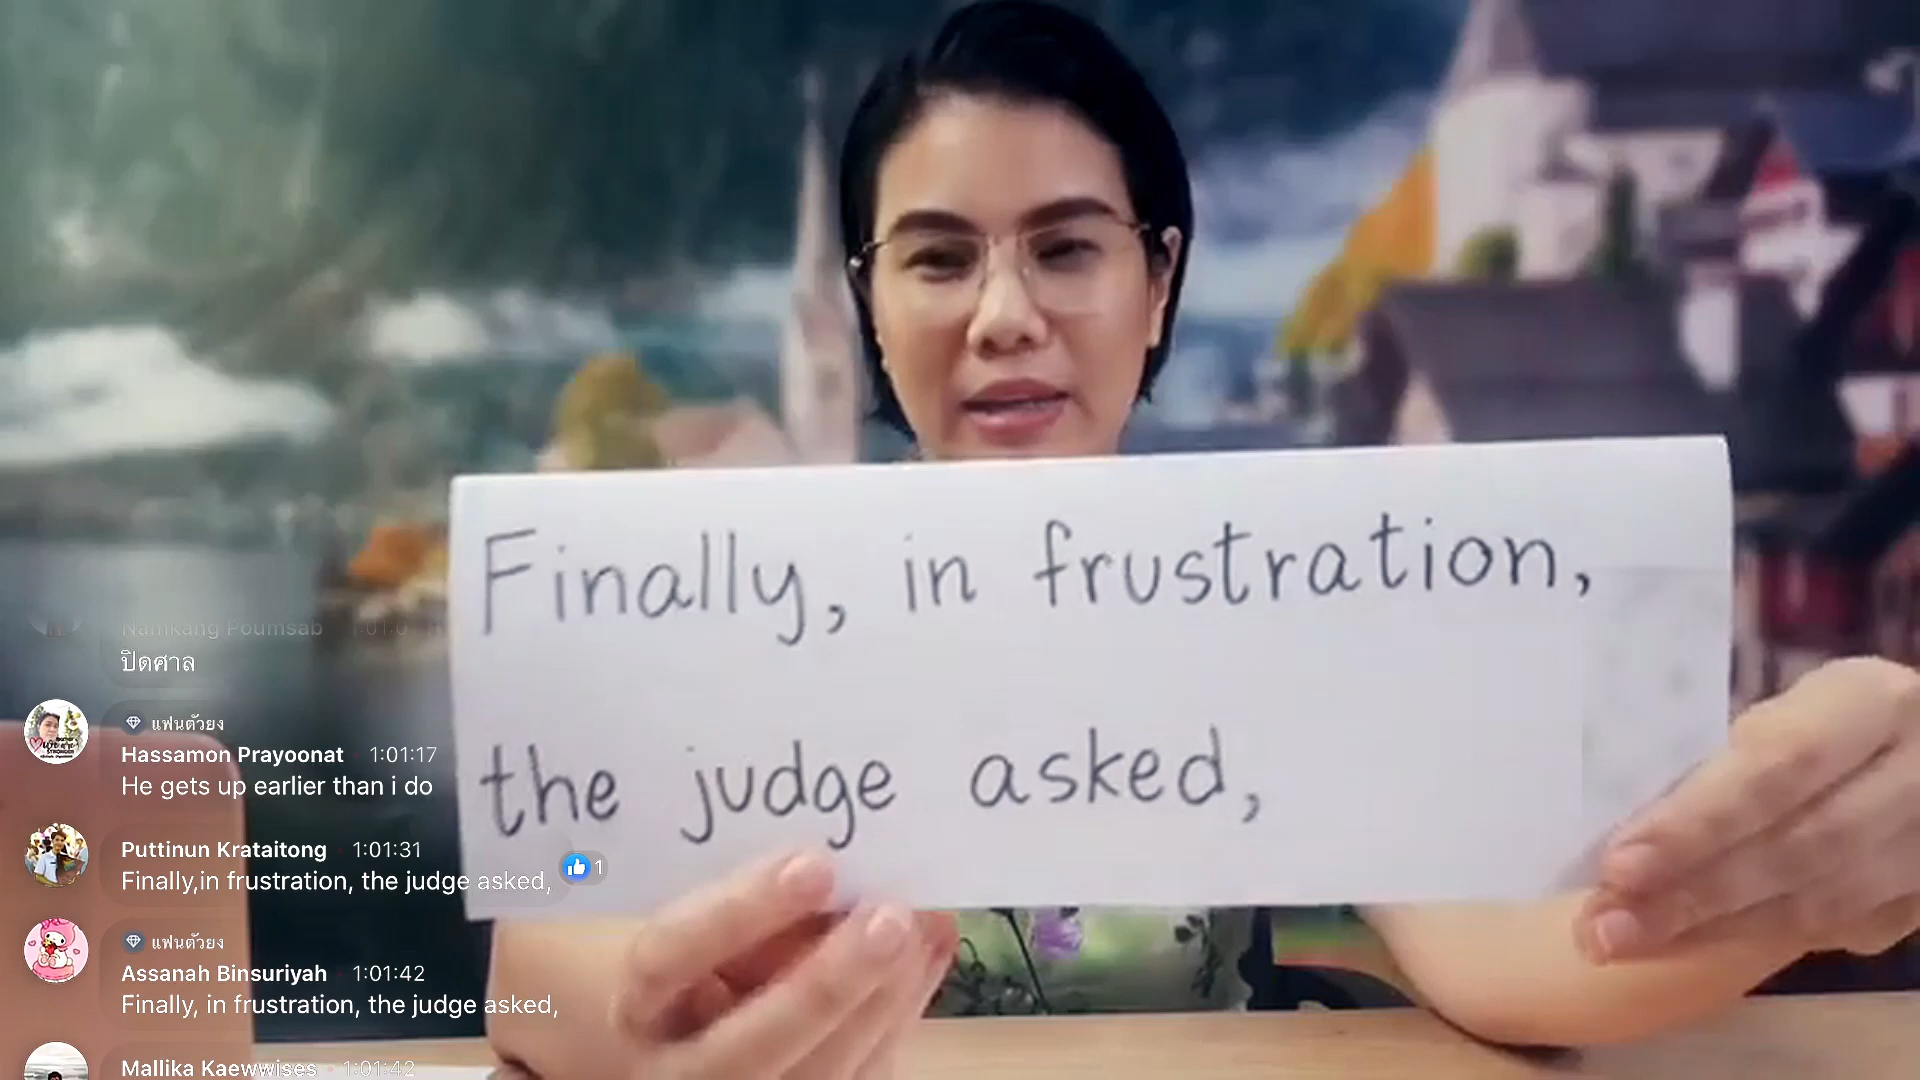 Finally, in frustration,
the judge asked,
Namkang Poumsab
ปิดศาล
แฟนตัวยง
Hassamon Prayoonat 1:01:17
He gets up earlier than i do
Puttinun Krataitong 1:01:31
Finally,in frustration, the judge asked,
1
แฟนตัวยง
Assanah Binsuriyah 1:01:42
Finally, in frustration, the judge asked,
Mallika Kaewwises 1:01:42